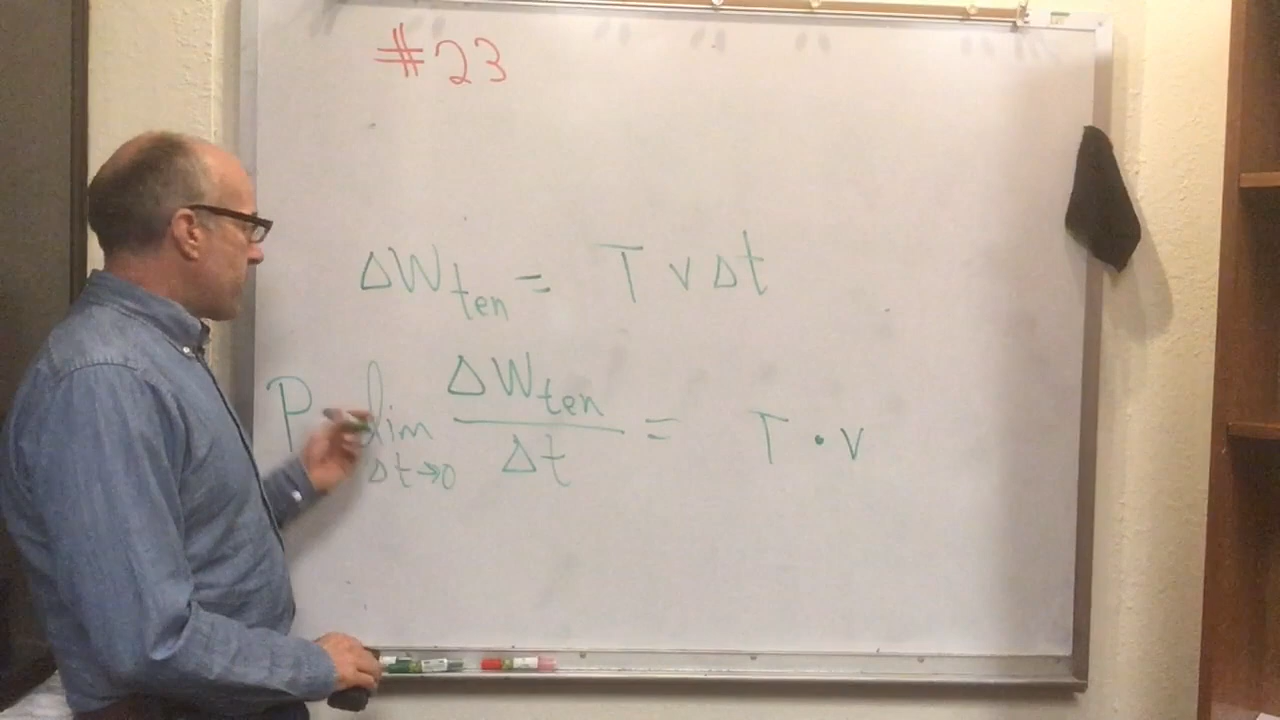 #23
ΔW_ten = T v Δt
P lim_{Δt→0} ΔW_ten / Δt = T · v